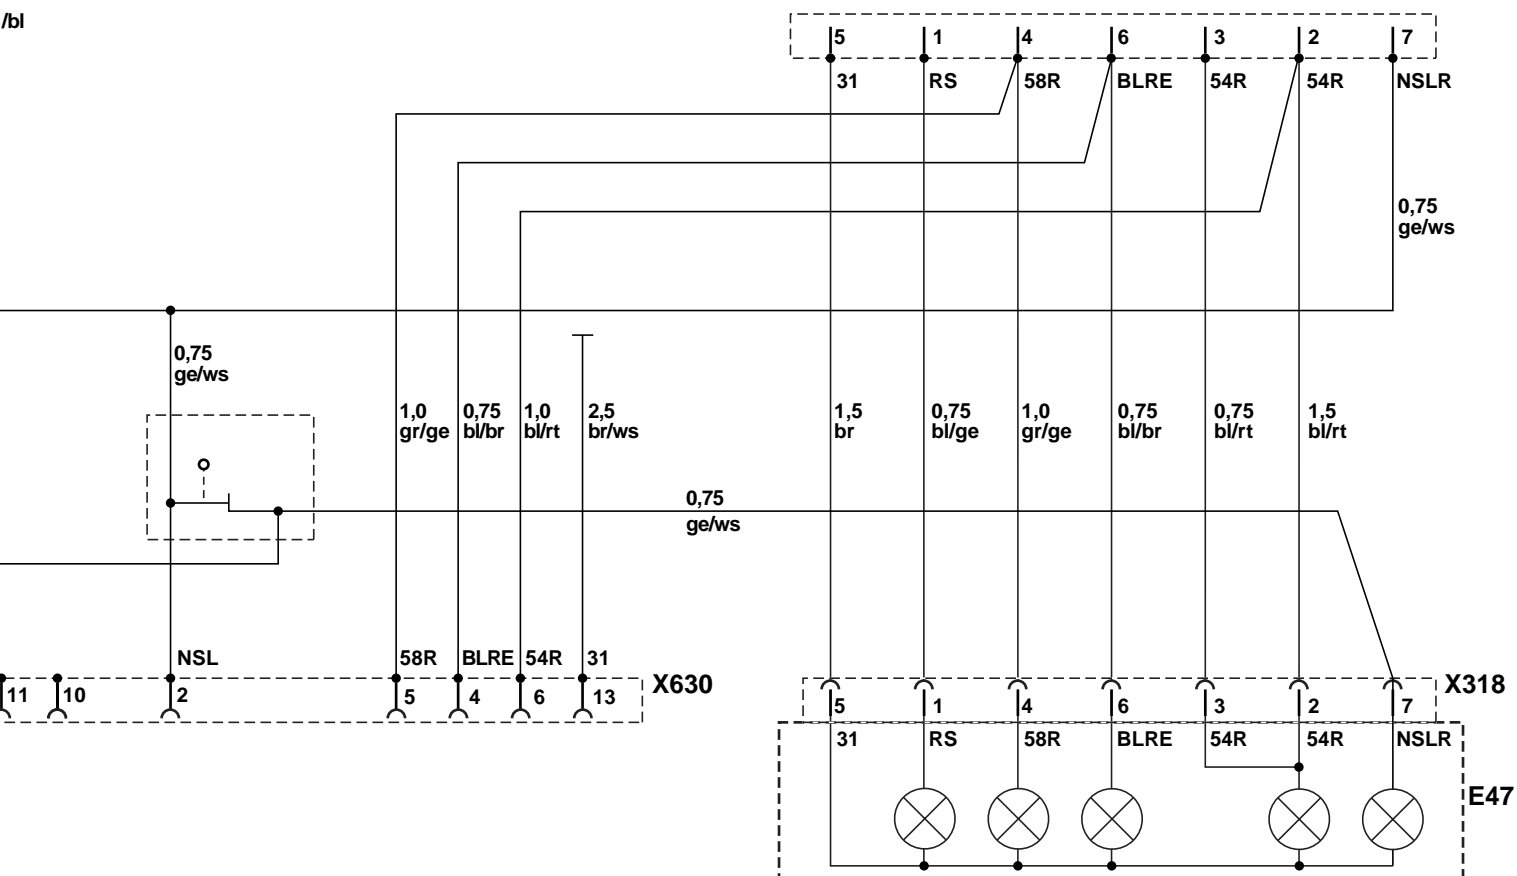 /bl
5 1 4 6 3 2 7
31 RS 58R BLRE 54R 54R NSLR
0,75
ge/ws
0,75
ge/ws
1,0 0,75 1,0 2,5 1,5 0,75 1,0 0,75 0,75 1,5
gr/ge bl/br bl/rt br/ws br bl/ge gr/ge bl/br bl/rt bl/rt
0,75
ge/ws
NSL 58R BLRE 54R 31
11 10 2 5 4 6 13 X630
5 1 4 6 3 2 7 X318
31 RS 58R BLRE 54R 54R NSLR
E47